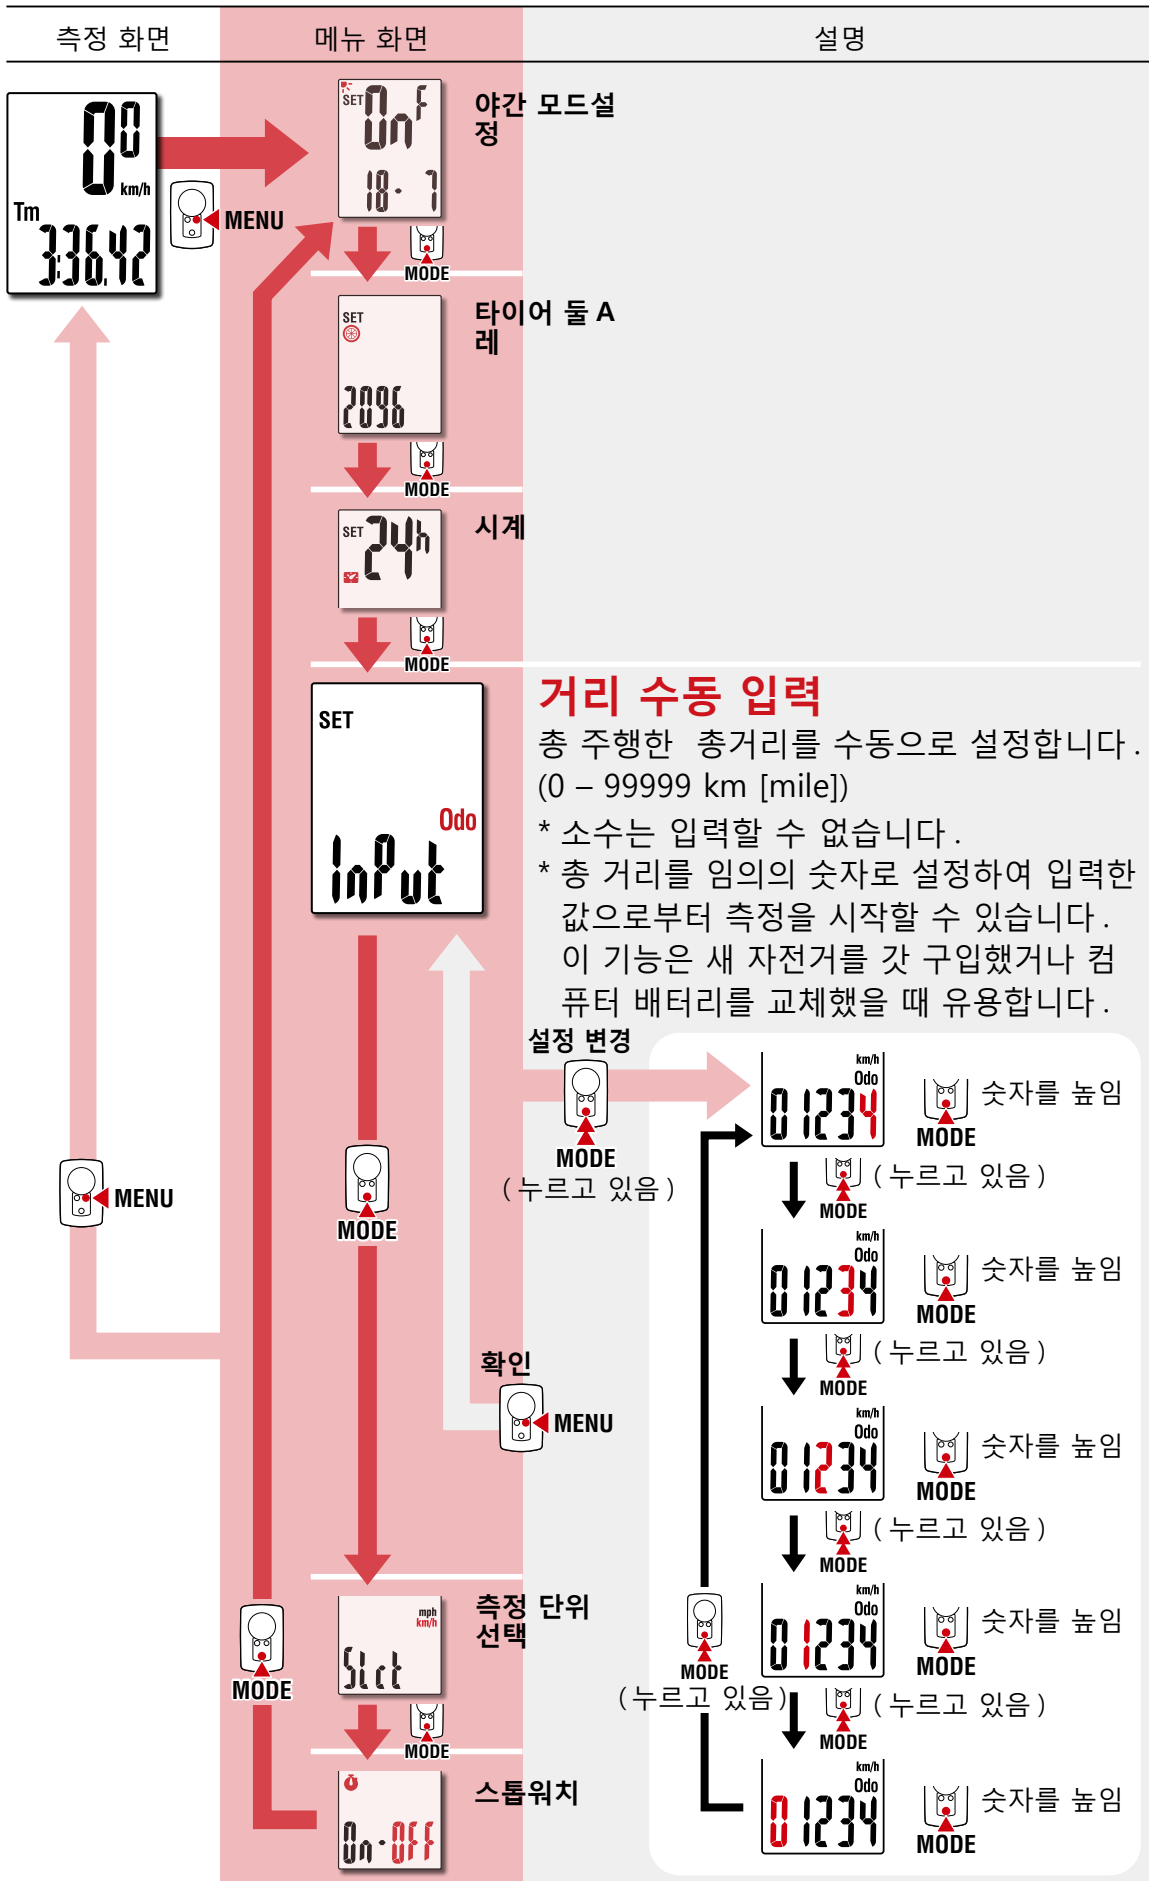 측정 화면
메뉴 화면
설명
0.0
km/h
Tm
3:36.42
MENU
SET
On F
18- 7
야간 모드설
정
MODE
SET
2096
타이어 둘 A
레
MODE
SET
24h
시계
MODE
SET
Odo
InPut
거리 수동 입력
총 주행한 총거리를 수동으로 설정합니다.
(0 – 99999 km [mile])
* 소수는 입력할 수 없습니다.
* 총 거리를 임의의 숫자로 설정하여 입력한
값으로부터 측정을 시작할 수 있습니다.
이 기능은 새 자전거를 갓 구입했거나 컴
퓨터 배터리를 교체했을 때 유용합니다.
설정 변경
MODE
(누르고 있음)
km/h
Odo
01234
숫자를 높임
MODE
(누르고 있음)
MODE
km/h
Odo
01234
숫자를 높임
MODE
(누르고 있음)
MODE
km/h
Odo
01234
숫자를 높임
MODE
(누르고 있음)
MODE
km/h
Odo
01234
숫자를 높임
MODE
(누르고 있음)
MODE
km/h
Odo
01234
숫자를 높임
MODE
MODE
(누르고 있음)
MENU
MODE
확인
MENU
mph
km/h
Slct
측정 단위
선택
MODE
MODE
On-OFF
스톱워치